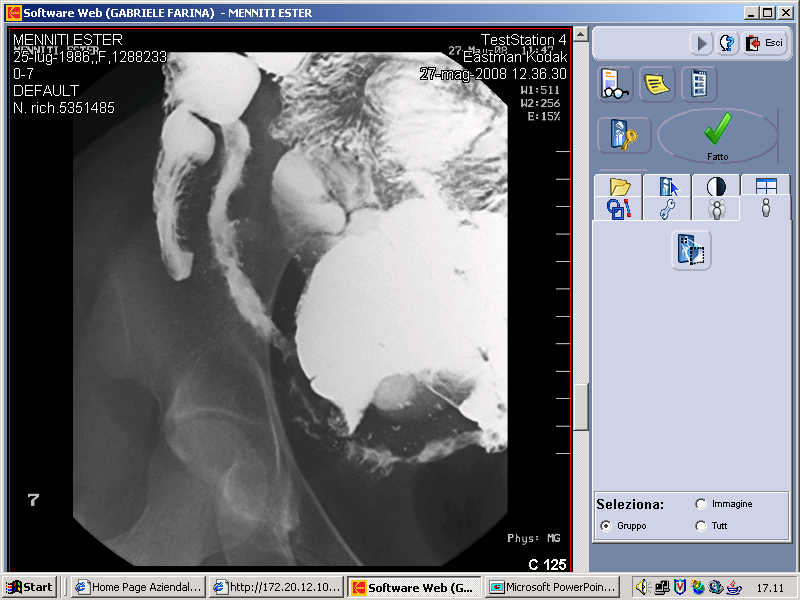 Software Web (GABRIELE FARINA) - MENNITI ESTER
MENNITI ESTER
25-lug-1986,,F,1288233
0-7
DEFAULT
N. rich.5351485
TestStation 4
Eastman Kodak
27-mag-2008 12.36.30
W1:511
W2:256
E:15%
7
Phys: MG
C 125
Esci
Fatto
Seleziona:
Immagine
Gruppo
Tutt
Start
Home Page Aziendal...
http://172.20.12.10...
Software Web (G...
Microsoft PowerPoin...
17.11